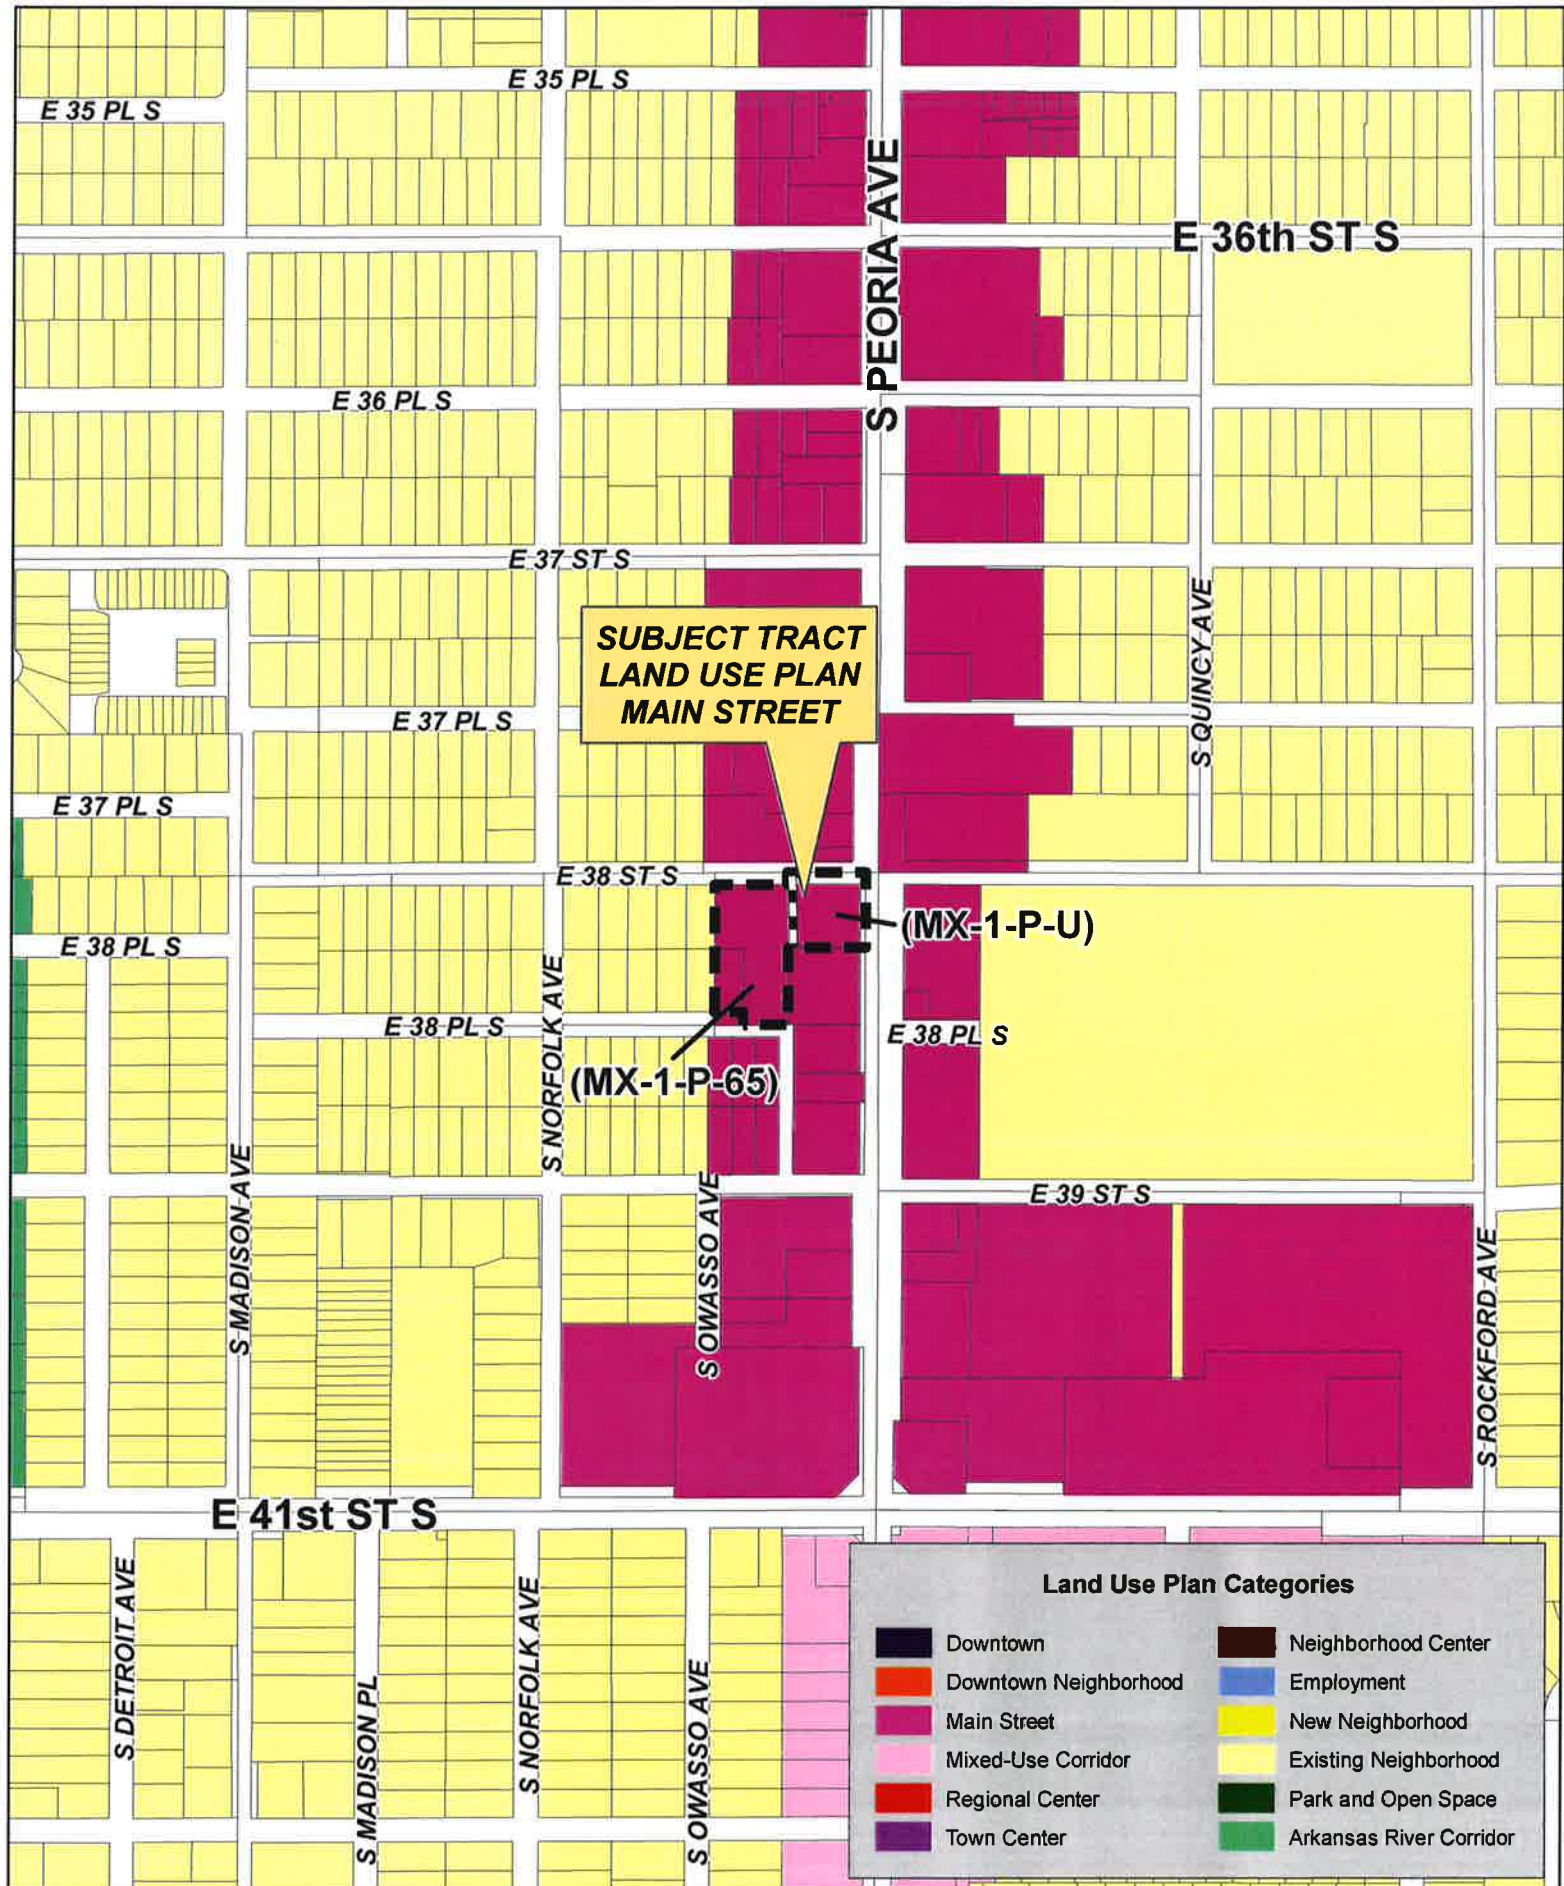 E 35 PL S
E 35 PL S
S PEORIA AVE
E 36th ST S
E 36 PL S
E 37 ST S
SUBJECT TRACT
LAND USE PLAN
MAIN STREET
S QUINCY AVE
E 37 PL S
E 37 PL S
E 38 ST S
(MX-1-P-U)
E 38 PL S
S NORFOLK AVE
E 38 PL S
E 38 PL S
(MX-1-P-65)
S MADISON AVE
S OWASSO AVE
E 39 ST S
S ROCKFORD AVE
E 41st ST S
S DETROIT AVE
S MADISON PL
S NORFOLK AVE
S OWASSO AVE
Land Use Plan Categories
Downtown
Downtown Neighborhood
Main Street
Mixed-Use Corridor
Regional Center
Town Center
Neighborhood Center
Employment
New Neighborhood
Existing Neighborhood
Park and Open Space
Arkansas River Corridor